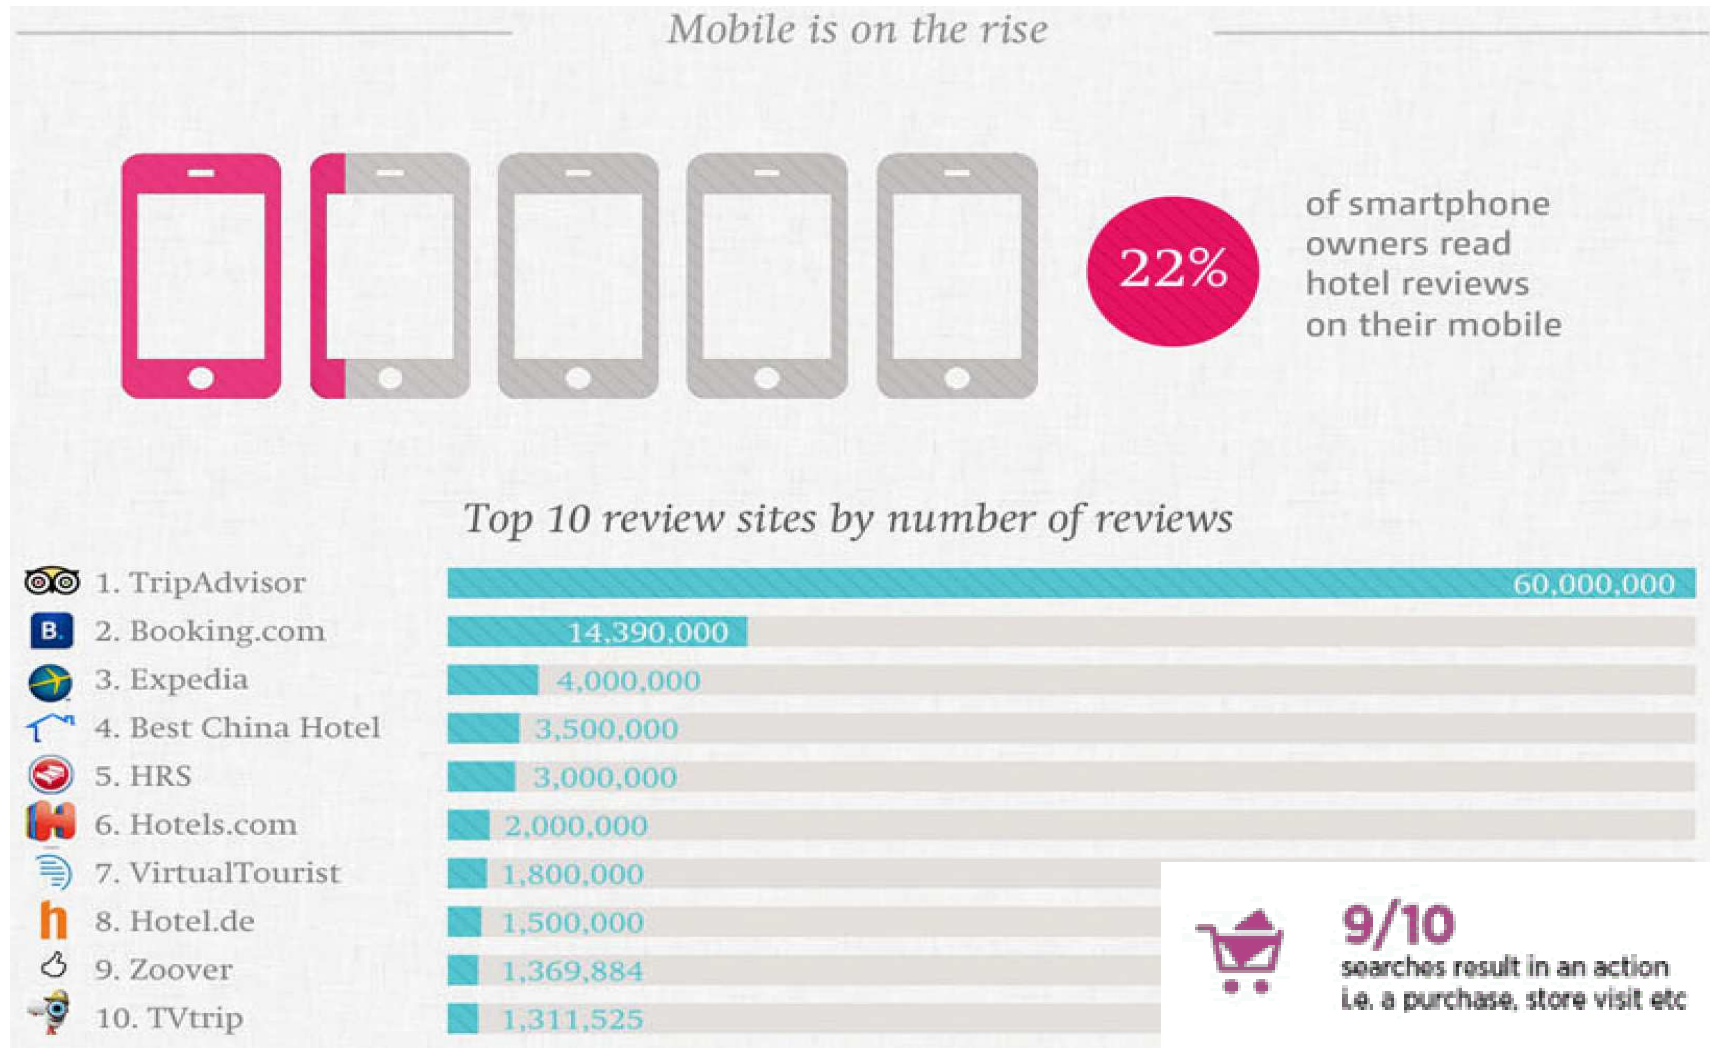 Mobile is on the rise
22%
of smartphone
owners read
hotel reviews
on their mobile
Top 10 review sites by number of reviews
1. TripAdvisor 60,000,000
B. 2. Booking.com 14,390,000
3. Expedia 4,000,000
4. Best China Hotel 3,500,000
5. HRS 3,000,000
H 6. Hotels.com 2,000,000
7. VirtualTourist 1,800,000
h 8. Hotel.de 1,500,000
9. Zoover 1,369,884
10. TVtrip 1,311,525
9/10
searches result in an action
i.e. a purchase, store visit etc